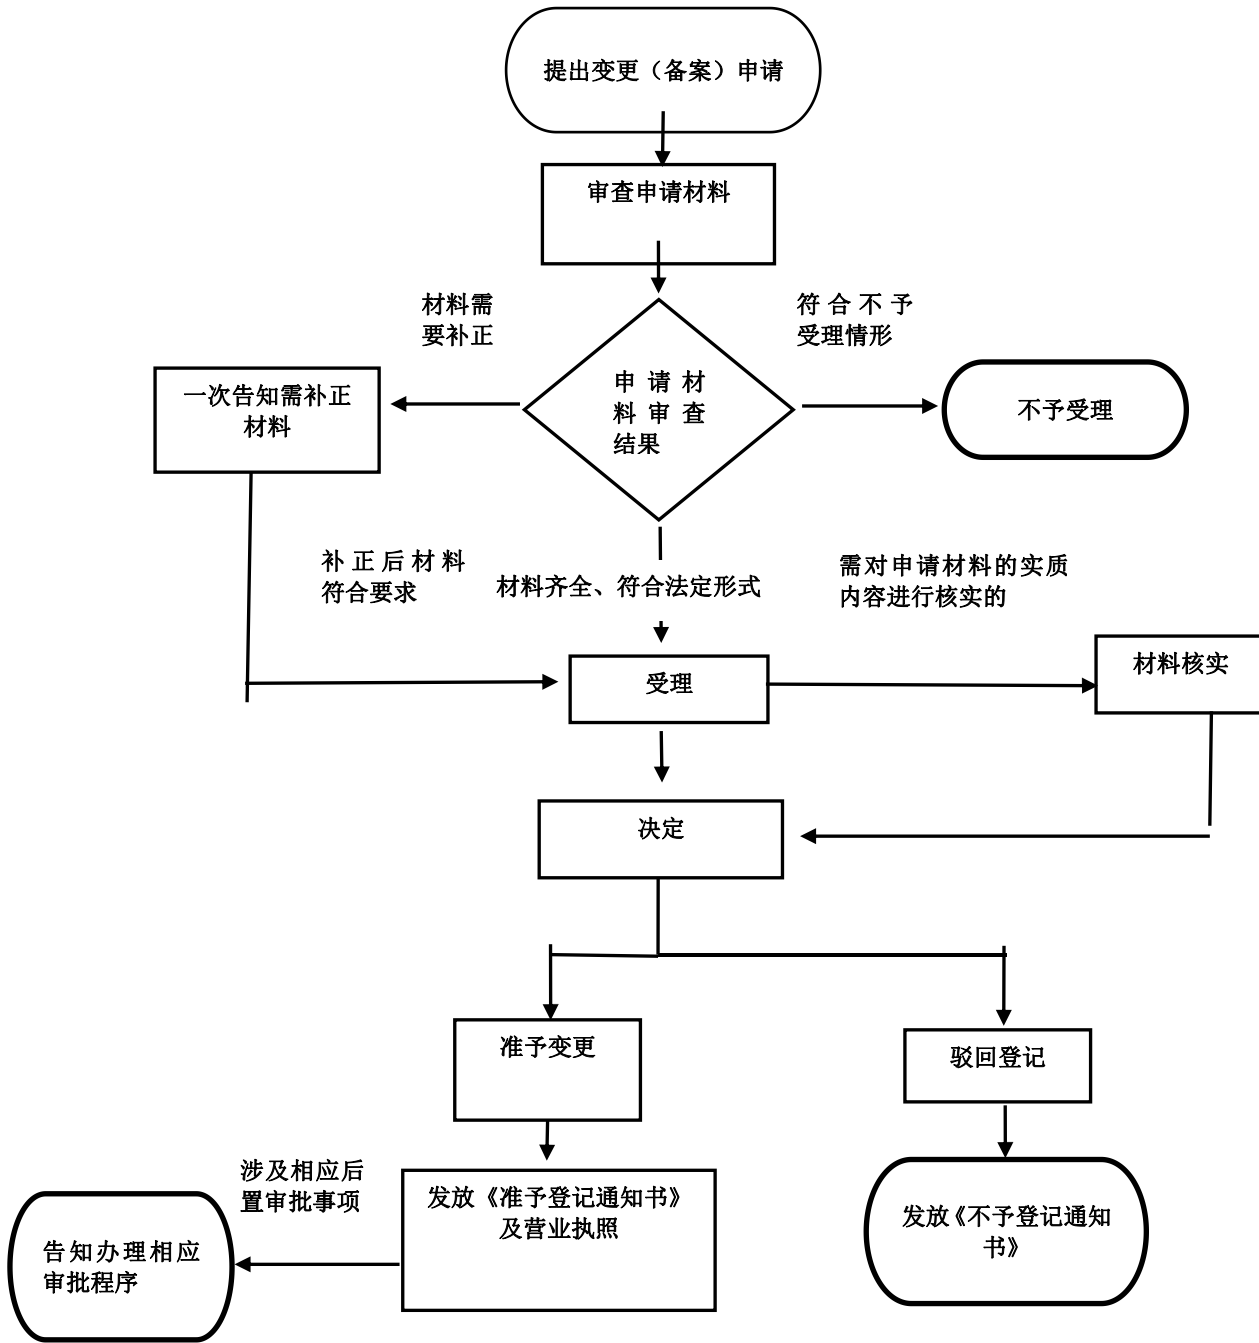 提出变更（备案）申请
审查申请材料
材料需
要补正
符合不予
受理情形
一次告知需补正
材料
申请材
料审查
结果
不予受理
补正后材料
符合要求
材料齐全、符合法定形式
需对申请材料的实质
内容进行核实的
受理
材料核实
决定
准予变更
驳回登记
涉及相应后
置审批事项
发放《准予登记通知书》
及营业执照
发放《不予登记通知
书》
告知办理相应
审批程序